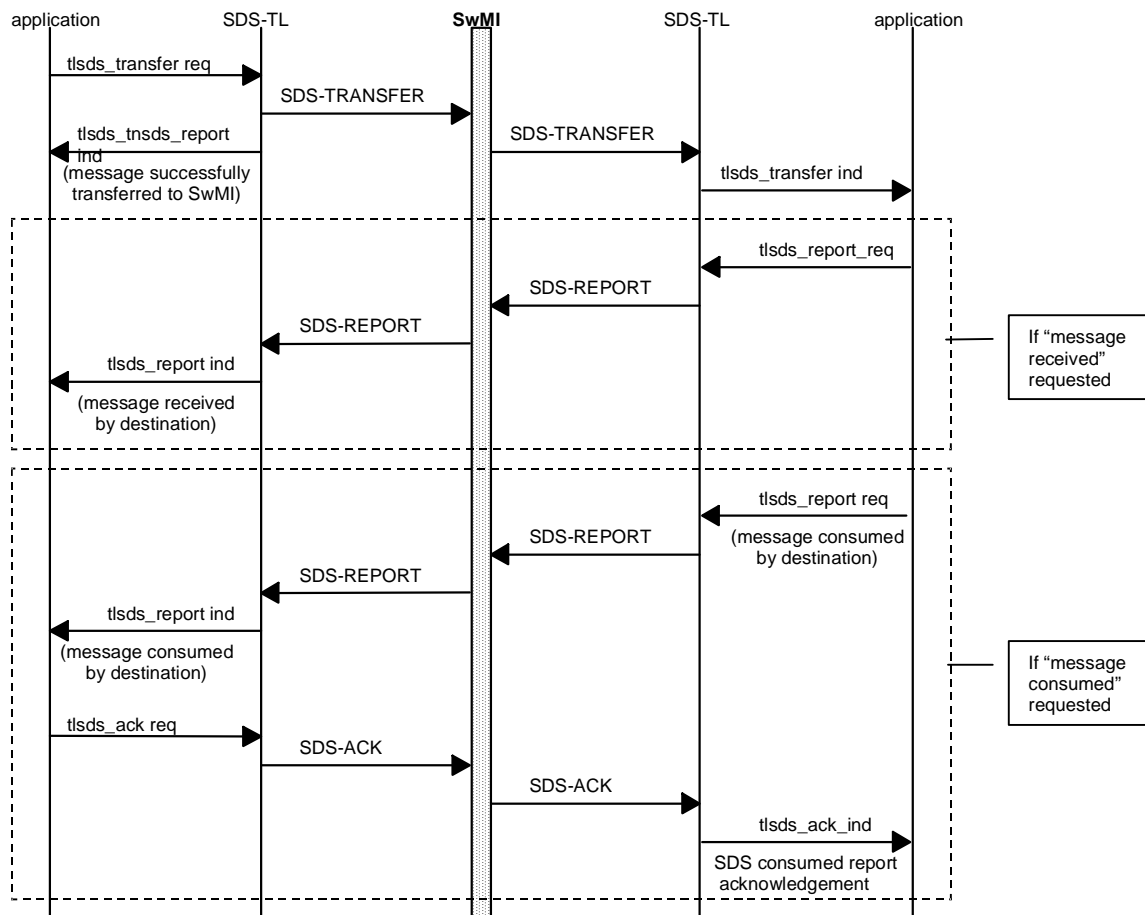 application
SDS-TL
SwMI
SDS-TL
application
tlsds_transfer req
SDS-TRANSFER
tlsds_tnsds_report
ind
(message successfully
transferred to SwMI)
SDS-TRANSFER
tlsds_transfer ind
tlsds_report_req
SDS-REPORT
SDS-REPORT
tlsds_report ind
(message received
by destination)
If “message
received”
requested
tlsds_report req
(message consumed
by destination)
SDS-REPORT
SDS-REPORT
tlsds_report ind
(message consumed
by destination)
If “message
consumed”
requested
tlsds_ack req
SDS-ACK
SDS-ACK
tlsds_ack_ind
SDS consumed report
acknowledgement